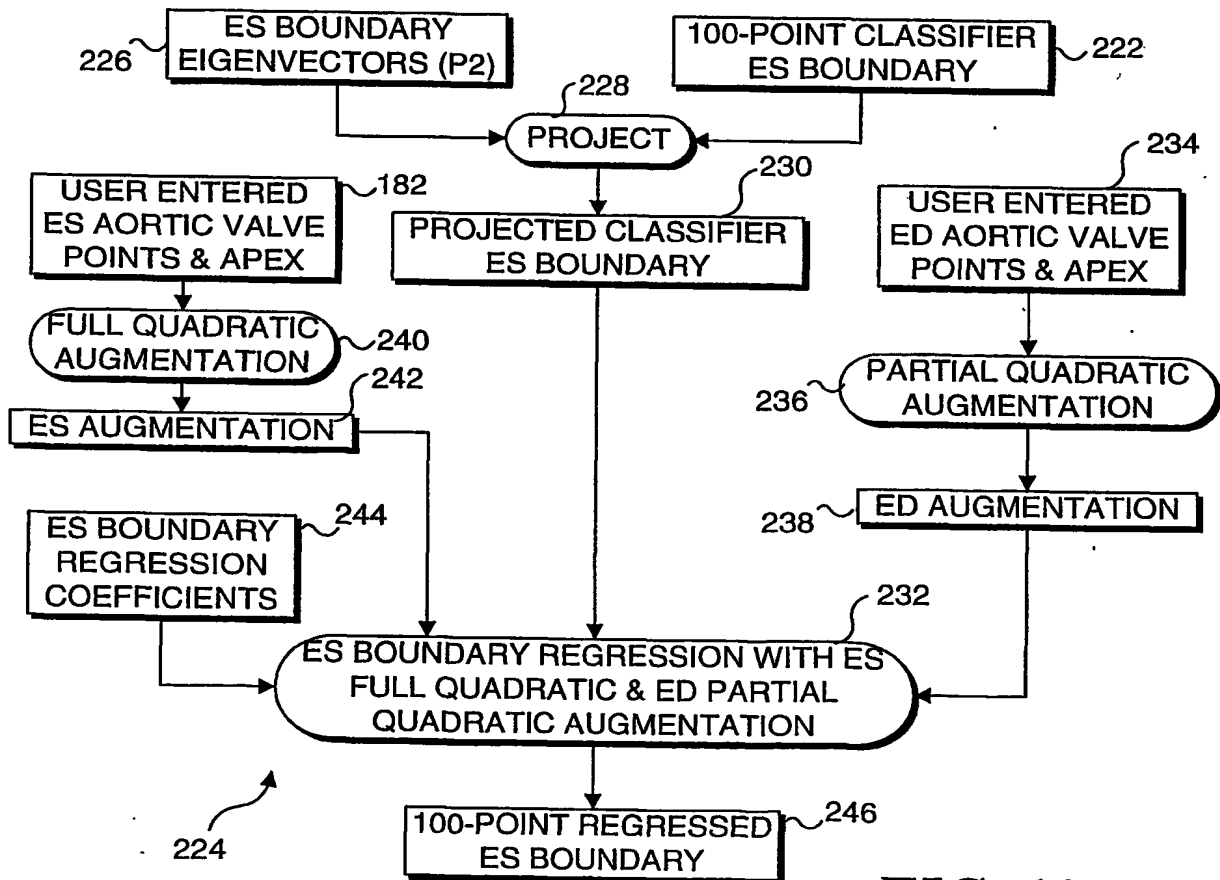 ES BOUNDARY
EIGENVECTORS (P2)
226
100-POINT CLASSIFIER
ES BOUNDARY
222
228
PROJECT
USER ENTERED
ES AORTIC VALVE
POINTS & APEX
182
230
PROJECTED CLASSIFIER
ES BOUNDARY
234
USER ENTERED
ED AORTIC VALVE
POINTS & APEX
FULL QUADRATIC
AUGMENTATION
240
242
ES AUGMENTATION
PARTIAL QUADRATIC
AUGMENTATION
236
ED AUGMENTATION
238
ES BOUNDARY
REGRESSION
COEFFICIENTS
244
232
ES BOUNDARY REGRESSION WITH ES
FULL QUADRATIC & ED PARTIAL
QUADRATIC AUGMENTATION
224
100-POINT REGRESSED
ES BOUNDARY
246